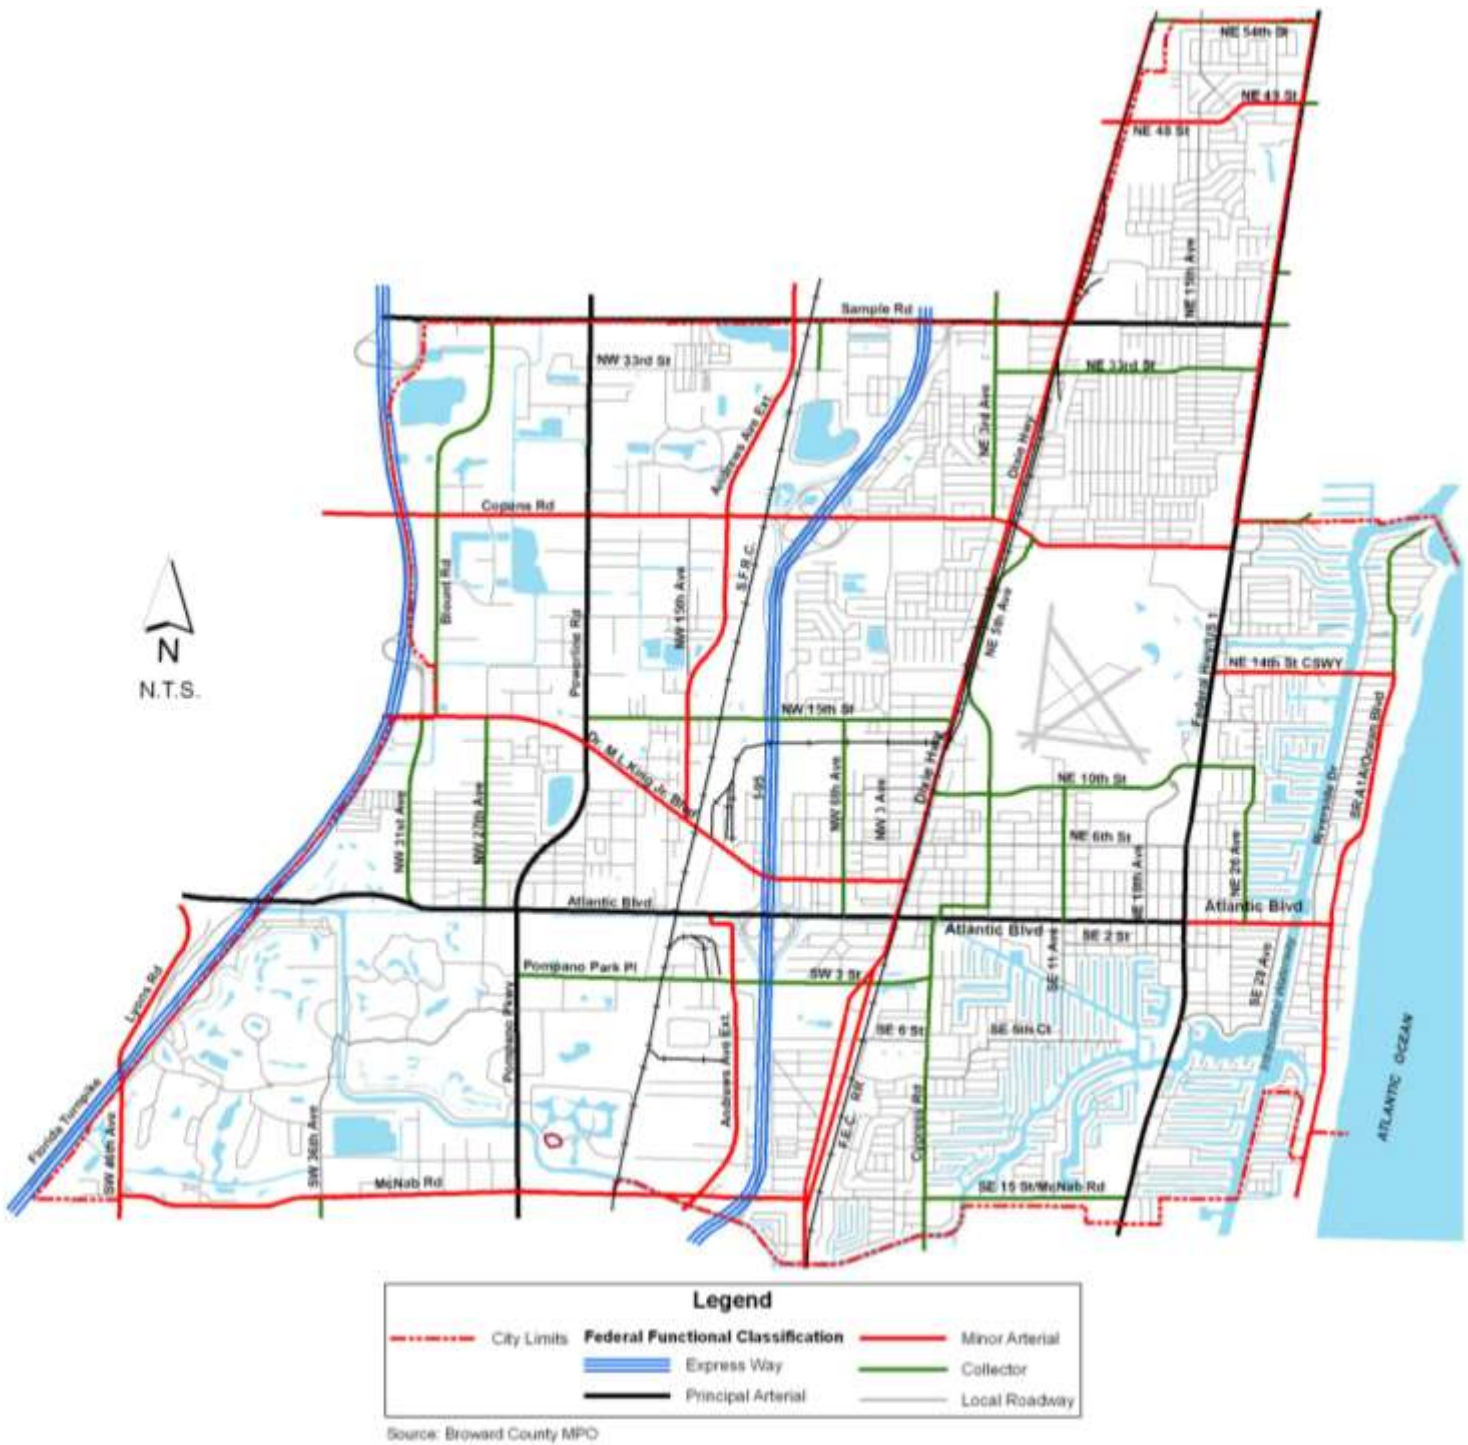 NE 54th St
NE 49 St
NE 48 St
NE 15th Ave
Sample Rd
NW 33rd St
NE 33rd St
Andrews Ave Ext.
NE 3rd Ave
Dixie Hwy
Copans Rd
S.F.R.C.
Blount Rd
NW 15th Ave
Powerline Rd
NE 5th Ave
Federal Hwy/US 1
N
N.T.S.
NE 14th St CSWY
NW 15th St
Dr. M L King Jr. Blvd
Dixie Hwy
NE 10th St
I-95
NW 6th Ave
NW 3 Ave
NW 31st Ave
NW 27th Ave
NE 6th St
Riverside Dr
SR A1A/Ocean Blvd
NE 26 Ave
NE 18th Ave
Atlantic Blvd
Atlantic Blvd
Atlantic Blvd
SE 2 St
SE 11 Ave
SE 28 Ave
Pompano Park Pl
SW 3 St
Lyons Rd
Pompano Pkwy
Andrews Ave Ext.
SE 6 St
SE 6th Ct
Intracoastal Waterway
ATLANTIC OCEAN
Florida Turnpike
SW 46th Ave
SW 36th Ave
F.E.C. RR
Cypress Rd
McNab Rd
SE 15 St/McNab Rd
Legend
City Limits
Federal Functional Classification
Minor Arterial
Express Way
Collector
Principal Arterial
Local Roadway
Source: Broward County MPO